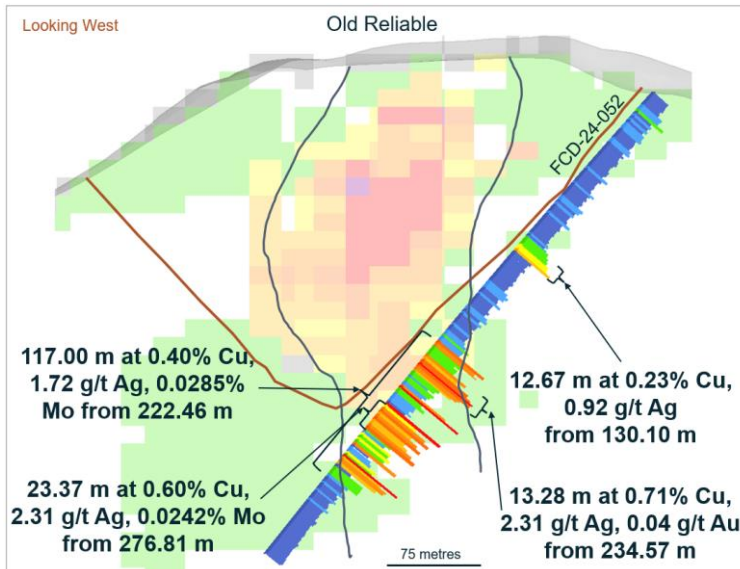 Looking West
Old Reliable
FCD-24-052
117.00 m at 0.40% Cu,
1.72 g/t Ag, 0.0285%
Mo from 222.46 m
12.67 m at 0.23% Cu,
0.92 g/t Ag
from 130.10 m
23.37 m at 0.60% Cu,
2.31 g/t Ag, 0.0242% Mo
from 276.81 m
13.28 m at 0.71% Cu,
2.31 g/t Ag, 0.04 g/t Au
from 234.57 m
75 metres